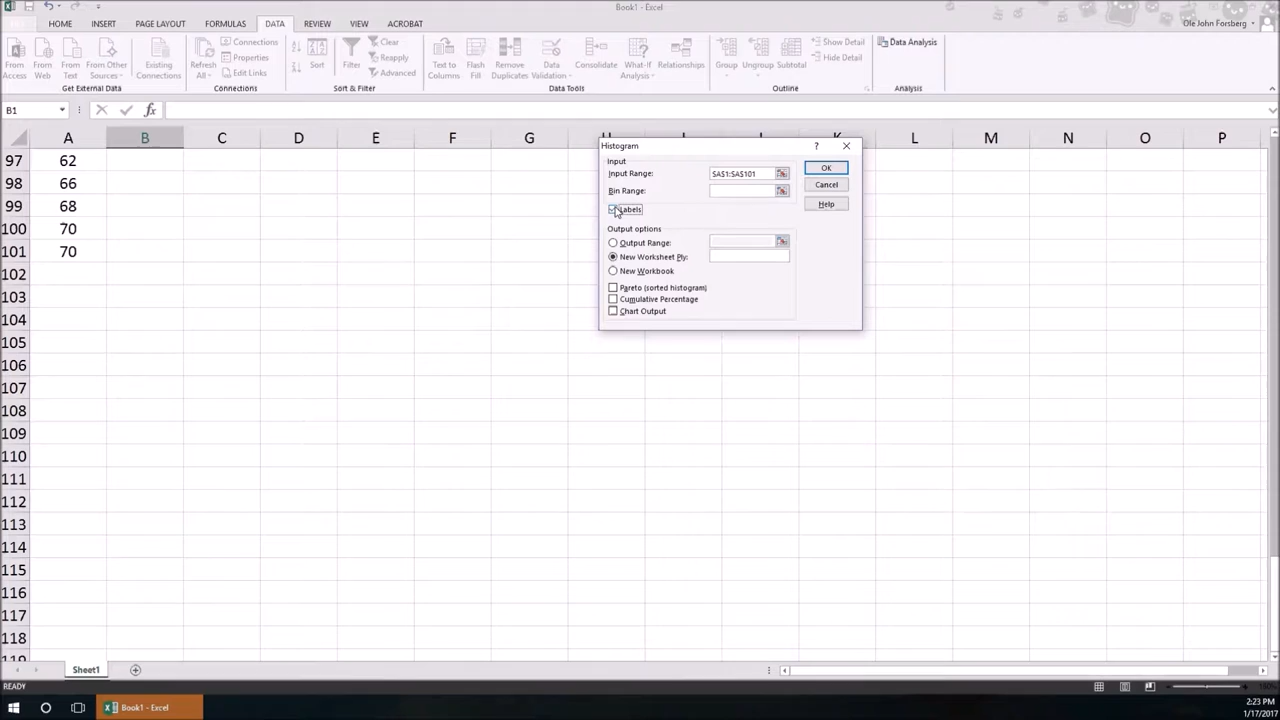 Book1 - Excel
HOME INSERT PAGE LAYOUT FORMULAS DATA REVIEW VIEW ACROBAT
Ole John Forsberg
From Access
From Web
From Text
From Other Sources
Existing Connections
Get External Data
Refresh All
Connections
Properties
Edit Links
Connections
Sort
Filter
Clear
Reapply
Advanced
Sort & Filter
Text to Columns
Flash Fill
Remove Duplicates
Data Validation
Consolidate
What-If Analysis
Relationships
Data Tools
Group
Ungroup
Subtotal
Show Detail
Hide Detail
Outline
Data Analysis
Analysis
B1
fx
A B C D E F G H I J K L M N O P
97 62
98 66
99 68
100 70
101 70
102
103
104
105
106
107
108
109
110
111
112
113
114
115
116
117
118
119
Histogram
?
Input
Input Range: $A$1:$A$101
Bin Range:
Labels
OK
Cancel
Help
Output options
Output Range:
New Worksheet Ply:
New Workbook
Pareto (sorted histogram)
Cumulative Percentage
Chart Output
Sheet1
READY
Book1 - Excel
2:23 PM
1/17/2017